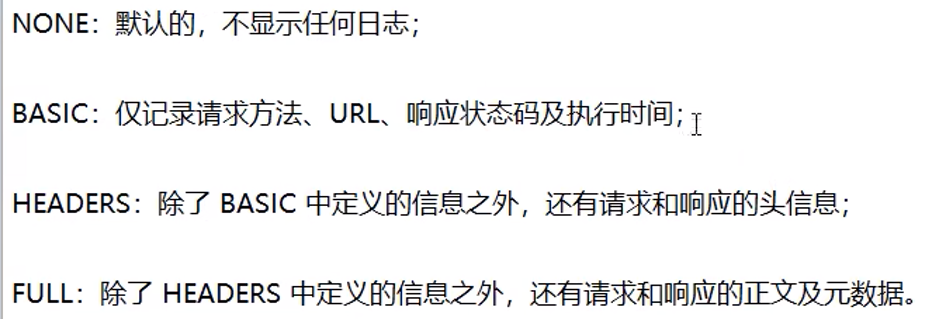 NONE：默认的，不显示任何日志；
BASIC：仅记录请求方法、URL、响应状态码及执行时间；
HEADERS：除了 BASIC 中定义的信息之外，还有请求和响应的头信息；
FULL：除了 HEADERS 中定义的信息之外，还有请求和响应的正文及元数据。